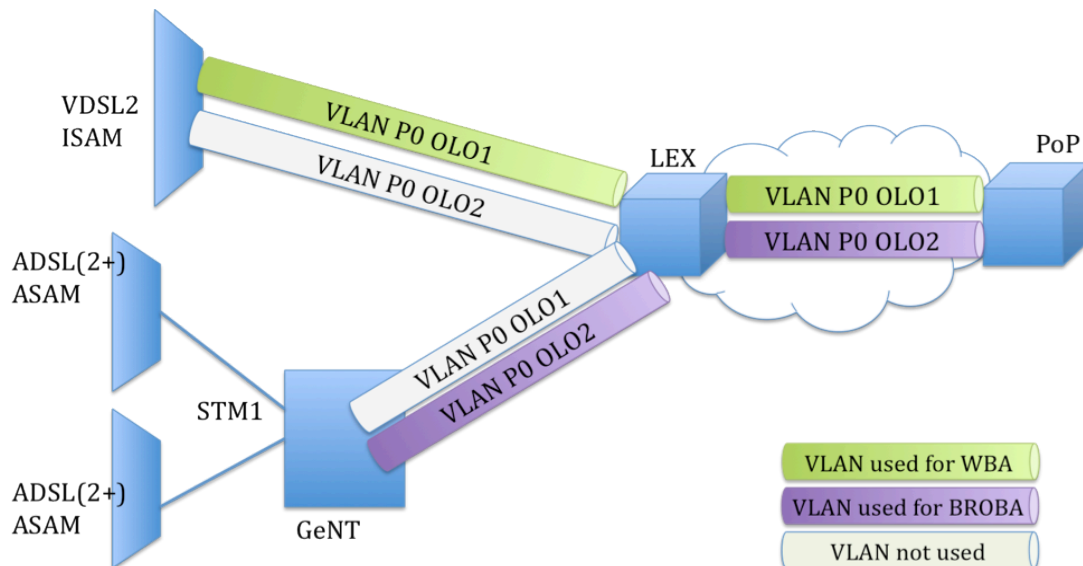 VDSL2
ISAM
VLAN P0 OLO1
VLAN P0 OLO2
LEX
PoP
VLAN P0 OLO1
VLAN P0 OLO2
ADSL(2+)
ASAM
VLAN P0 OLO1
VLAN P0 OLO2
STM1
ADSL(2+)
ASAM
GeNT
VLAN used for WBA
VLAN used for BROBA
VLAN not used